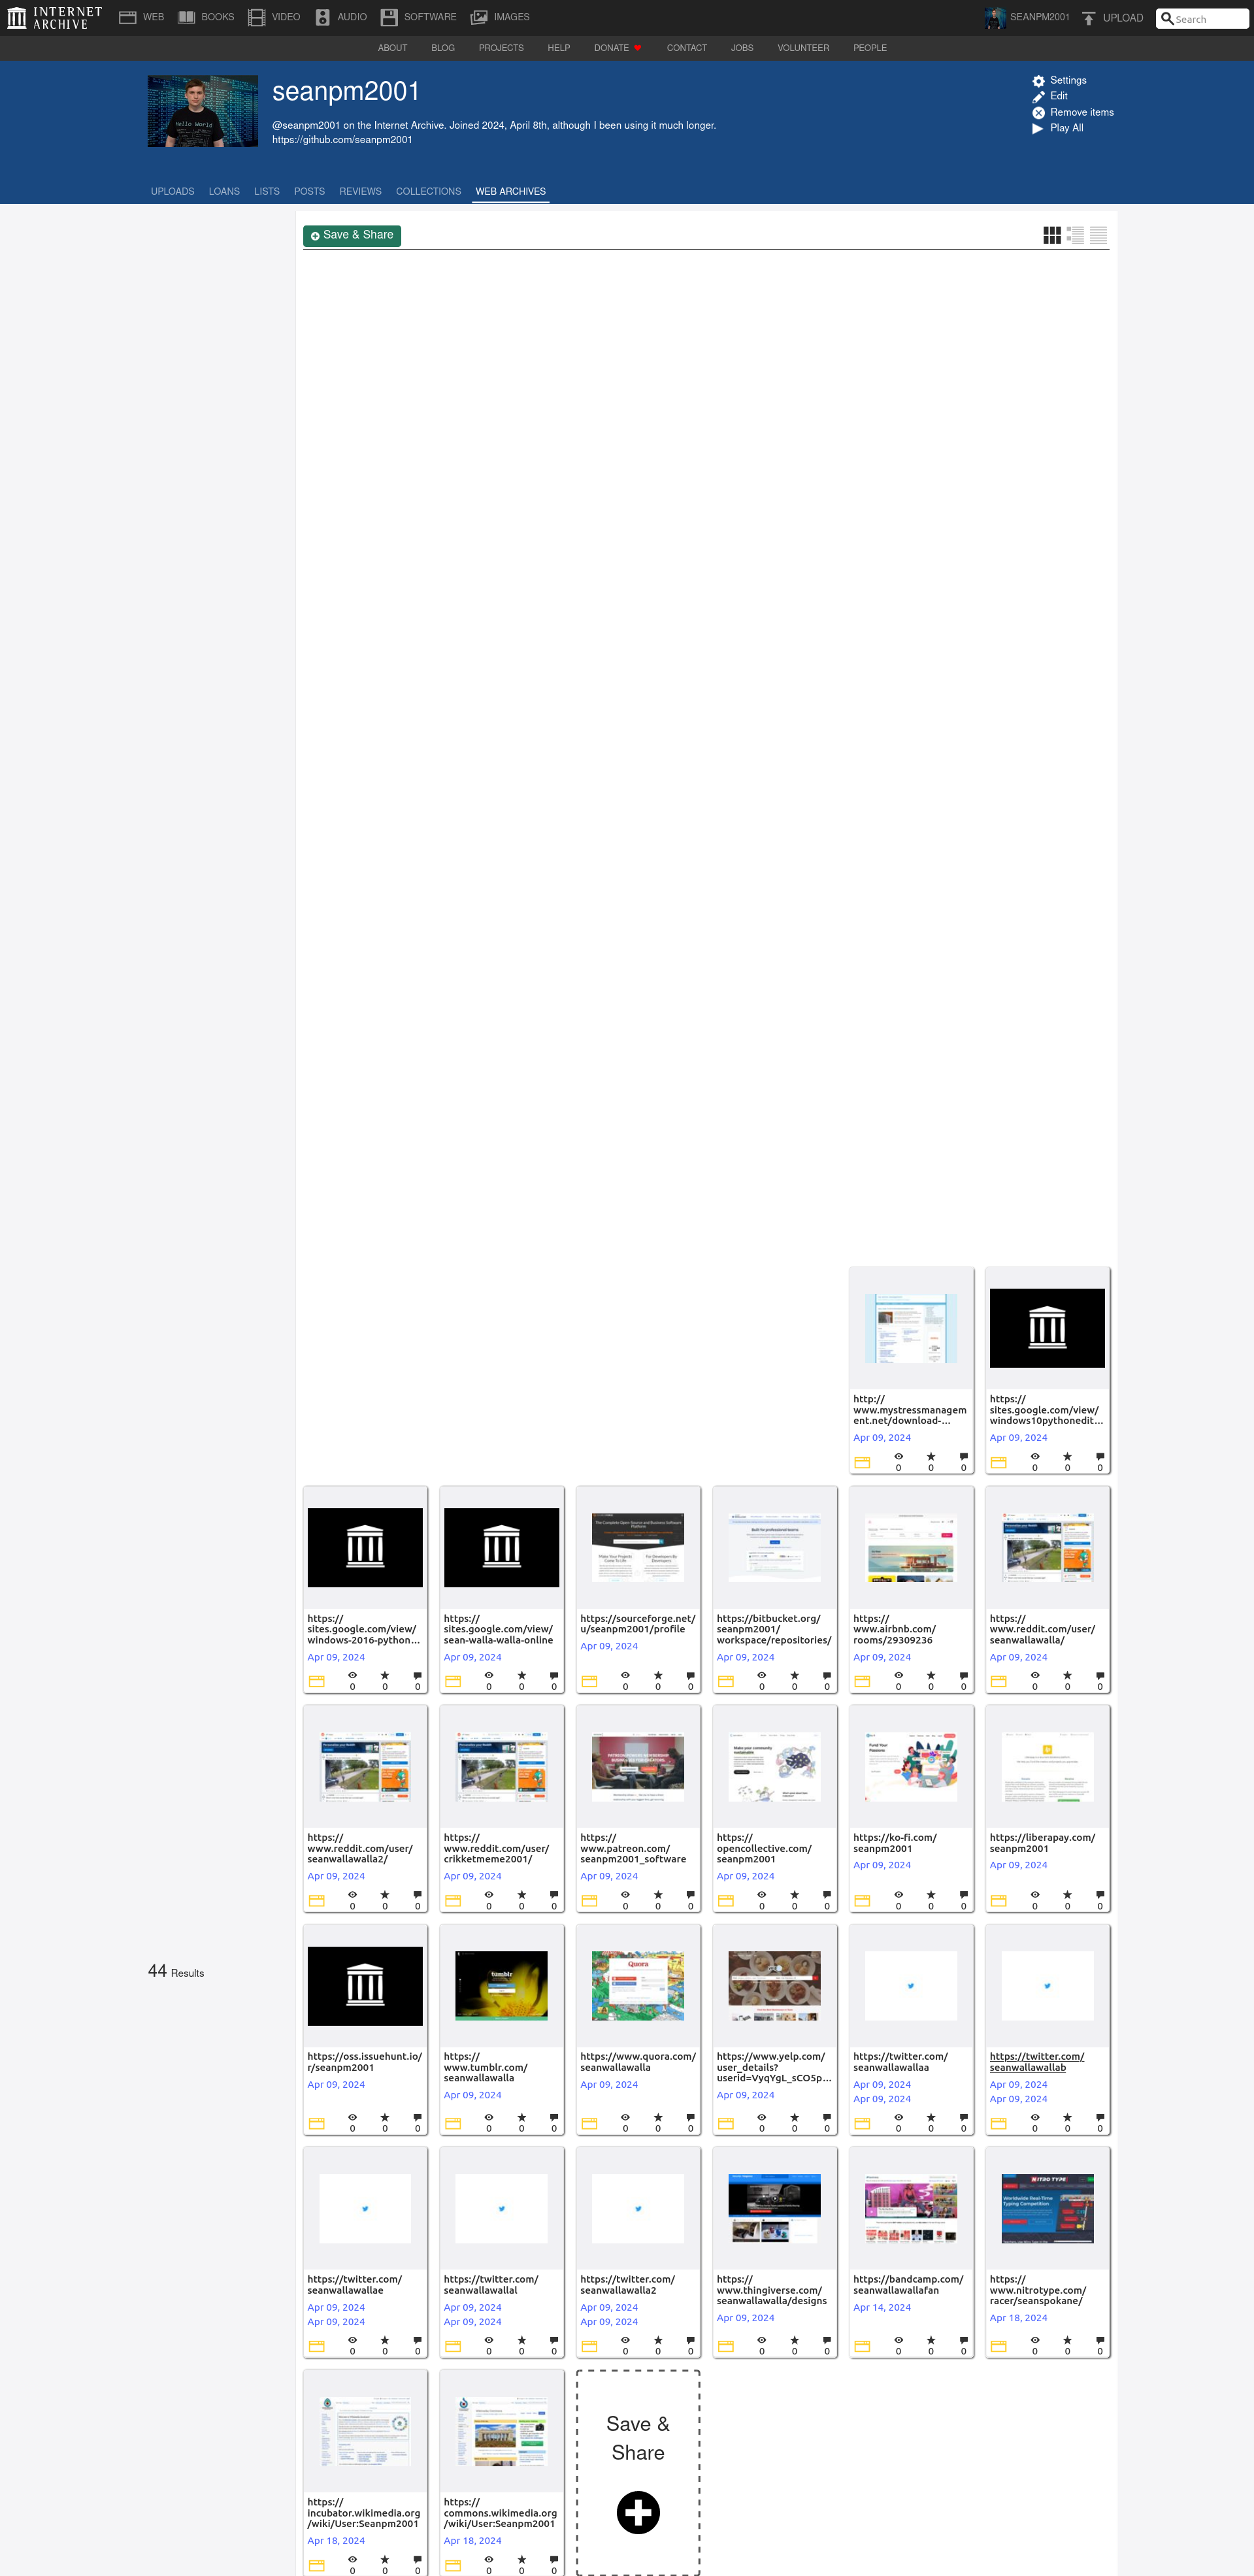 INTERNET
ARCHIVE
WEB
BOOKS
VIDEO
AUDIO
SOFTWARE
IMAGES
SEANPM2001
UPLOAD
Search
ABOUT
BLOG
PROJECTS
HELP
DONATE
CONTACT
JOBS
VOLUNTEER
PEOPLE
Hello World
seanpm2001
@seanpm2001 on the Internet Archive. Joined 2024, April 8th, although I been using it much longer.
https://github.com/seanpm2001
Settings
Edit
Remove items
Play All
UPLOADS
LOANS
LISTS
POSTS
REVIEWS
COLLECTIONS
WEB ARCHIVES
Save & Share
44 Results
http://
www.mystressmanagem
ent.net/download-...
Apr 09, 2024
0 0 0
https://
sites.google.com/view/
windows10pythonedit...
Apr 09, 2024
0 0 0
https://
sites.google.com/view/
windows-2016-python...
Apr 09, 2024
0 0 0
https://
sites.google.com/view/
sean-walla-walla-online
Apr 09, 2024
0 0 0
https://sourceforge.net/
u/seanpm2001/profile
Apr 09, 2024
0 0 0
https://bitbucket.org/
seanpm2001/
workspace/repositories/
Apr 09, 2024
0 0 0
https://
www.airbnb.com/
rooms/29309236
Apr 09, 2024
0 0 0
https://
www.reddit.com/user/
seanwallawalla/
Apr 09, 2024
0 0 0
https://
www.reddit.com/user/
seanwallawalla2/
Apr 09, 2024
0 0 0
https://
www.reddit.com/user/
crikketmeme2001/
Apr 09, 2024
0 0 0
https://
www.patreon.com/
seanpm2001_software
Apr 09, 2024
0 0 0
https://
opencollective.com/
seanpm2001
Apr 09, 2024
0 0 0
https://ko-fi.com/
seanpm2001
Apr 09, 2024
0 0 0
https://liberapay.com/
seanpm2001
Apr 09, 2024
0 0 0
https://oss.issuehunt.io/
r/seanpm2001
Apr 09, 2024
0 0 0
tumblr
https://
www.tumblr.com/
seanwallawalla
Apr 09, 2024
0 0 0
Quora
https://www.quora.com/
seanwallawalla
Apr 09, 2024
0 0 0
https://www.yelp.com/
user_details?
userid=VyqYgL_sCO5p...
Apr 09, 2024
0 0 0
https://twitter.com/
seanwallawallaa
Apr 09, 2024
Apr 09, 2024
0 0 0
https://twitter.com/
seanwallawallab
Apr 09, 2024
Apr 09, 2024
0 0 0
https://twitter.com/
seanwallawallae
Apr 09, 2024
Apr 09, 2024
0 0 0
https://twitter.com/
seanwallawallal
Apr 09, 2024
Apr 09, 2024
0 0 0
https://twitter.com/
seanwallawalla2
Apr 09, 2024
Apr 09, 2024
0 0 0
https://
www.thingiverse.com/
seanwallawalla/designs
Apr 09, 2024
0 0 0
https://bandcamp.com/
seanwallawallafan
Apr 14, 2024
0 0 0
NITRO TYPE
Worldwide Real-Time
Typing Competition
https://
www.nitrotype.com/
racer/seanspokane/
Apr 18, 2024
0 0 0
https://
incubator.wikimedia.org
/wiki/User:Seanpm2001
Apr 18, 2024
0 0 0
https://
commons.wikimedia.org
/wiki/User:Seanpm2001
Apr 18, 2024
0 0 0
Save &
Share